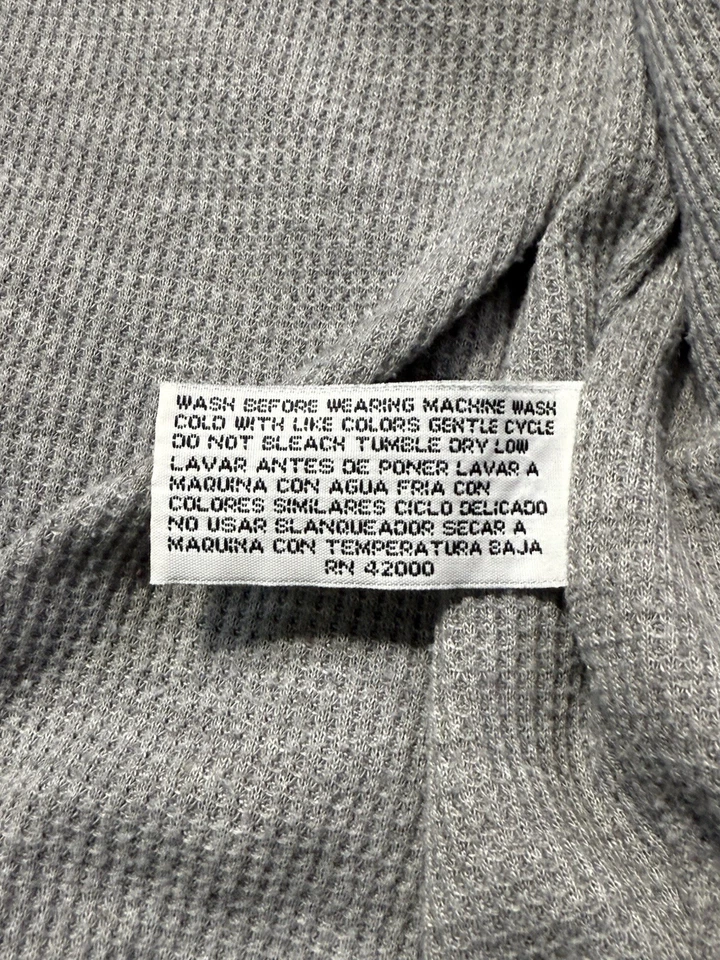 WASH BEFORE WEARING MACHINE WASH
COLD WITH LIKE COLORS GENTLE CYCLE
DO NOT BLEACH TUMBLE DRY LOW
LAVAR ANTES DE PONER LAVAR A
MAQUINA CON AGUA FRIA CON
COLORES SIMILARES CICLO DELICADO
NO USAR BLANQUEADOR SECAR A
MAQUINA CON TEMPERATURA BAJA
RN 42000